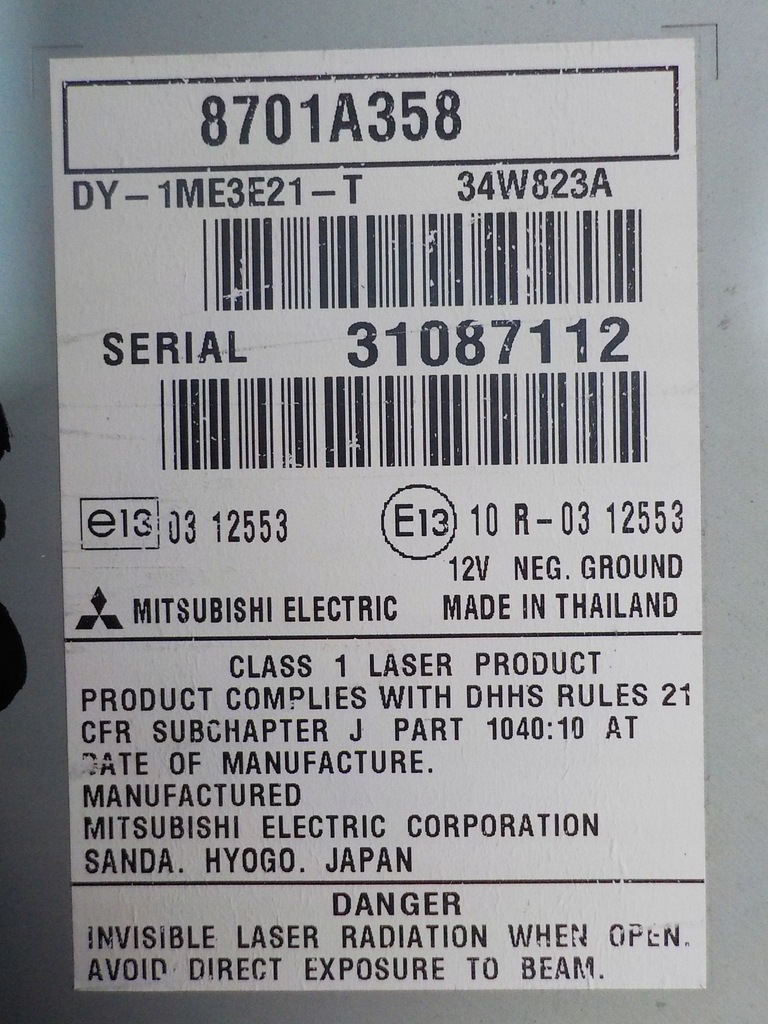 8701A358
DY-1ME3E21-T 34W823A
SERIAL 31087112
e13 03 12553 E13 10 R-03 12553
12V NEG. GROUND
MITSUBISHI ELECTRIC MADE IN THAILAND
CLASS 1 LASER PRODUCT
PRODUCT COMPLIES WITH DHHS RULES 21
CFR SUBCHAPTER J PART 1040:10 AT
DATE OF MANUFACTURE.
MANUFACTURED
MITSUBISHI ELECTRIC CORPORATION
SANDA. HYOGO. JAPAN
DANGER
INVISIBLE LASER RADIATION WHEN OPEN.
AVOID DIRECT EXPOSURE TO BEAM.